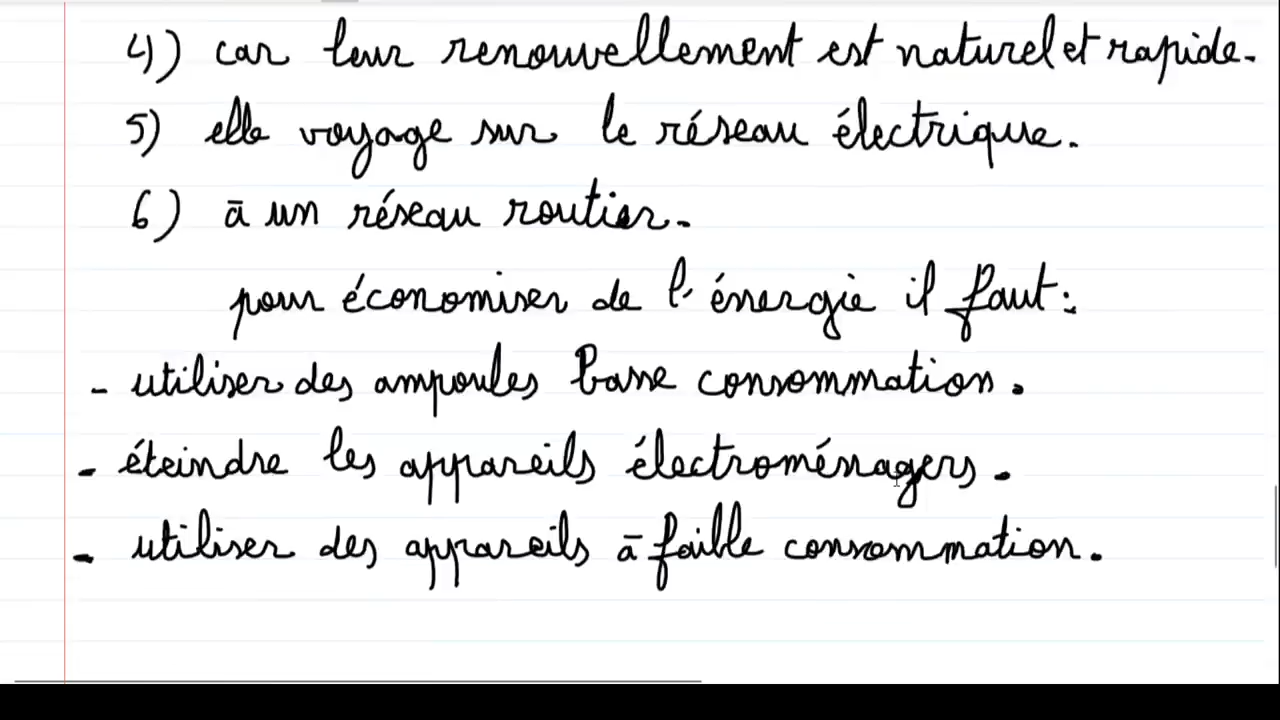 4) car leur renouvellement est naturel et rapide.
5) elle voyage sur le réseau électrique.
6) à un réseau routier.
pour économiser de l'énergie il faut :
- utiliser des ampoules basse consommation.
- éteindre les appareils électroménagers.
- utiliser des appareils à faible consommation.